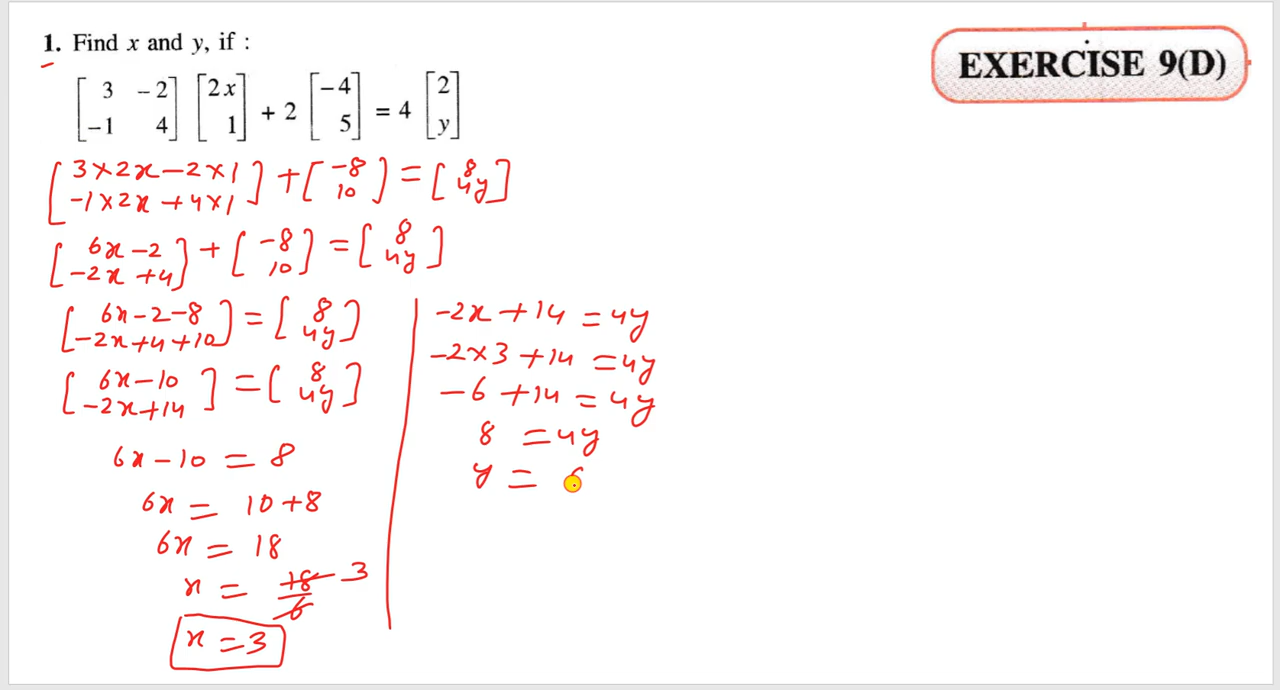 1. Find x and y, if :
EXERCISE 9(D)
[3 -2; -1 4] [2x; 1] + 2 [-4; 5] = 4 [2; y]
[3×2x-2×1; -1×2x+4×1] + [-8; 10] = [8; 4y]
[6x-2; -2x+4] + [-8; 10] = [8; 4y]
[6x-2-8; -2x+4+10] = [8; 4y]
[6x-10; -2x+14] = [8; 4y]
6x-10 = 8
6x = 10+8
6x = 18
x = 18/6 3
x = 3
-2x+14 = 4y
-2×3+14 = 4y
-6+14 = 4y
8 = 4y
y =